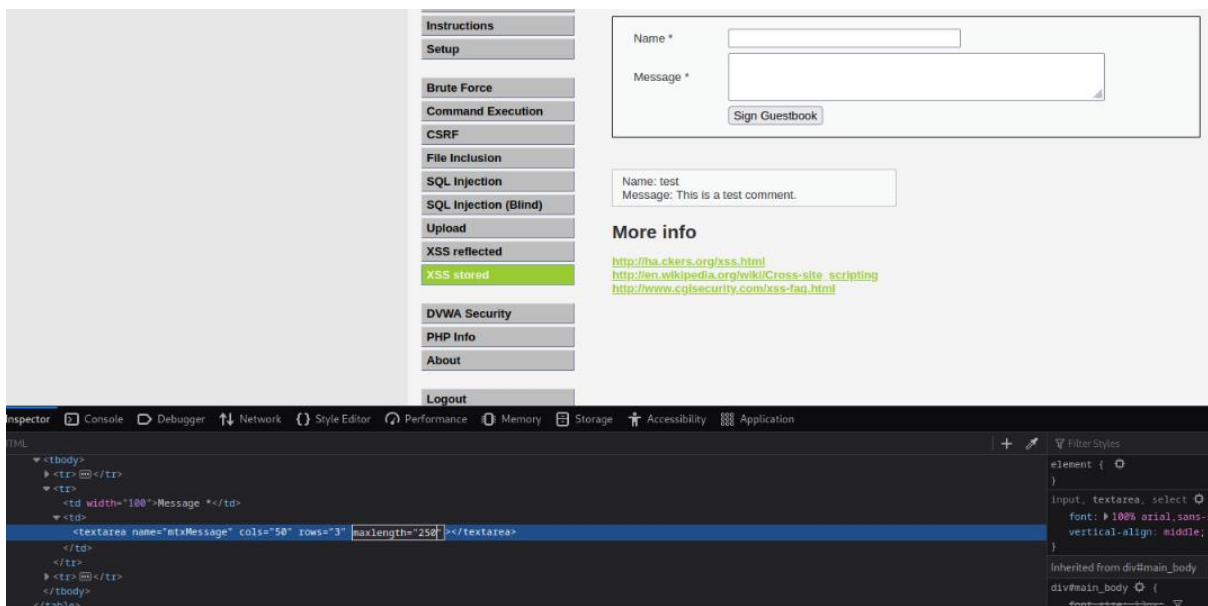 Instructions
Setup
Brute Force
Command Execution
CSRF
File Inclusion
SQL Injection
SQL Injection (Blind)
Upload
XSS reflected
XSS stored
DVWA Security
PHP Info
About
Logout
Name *
Message *
Sign Guestbook
Name: test
Message: This is a test comment.
More info
http://ha.ckers.org/xss.html
http://en.wikipedia.org/wiki/Cross-site_scripting
http://www.cgisecurity.com/xss-faq.html
nspector Console Debugger Network {} Style Editor Performance Memory Storage Accessibility Application
TML
<tbody>
<tr> </tr>
<tr>
<td width="100">Message *</td>
<td>
<textarea name="mtxMessage" cols="50" rows="3" maxlength="250"></textarea>
</td>
</tr>
<tr> </tr>
</tbody>
</table>
Filter Styles
element {
}
input, textarea, select
font: 100% arial,sans-
vertical-align: middle;
}
Inherited from div#main_body
div#main_body {